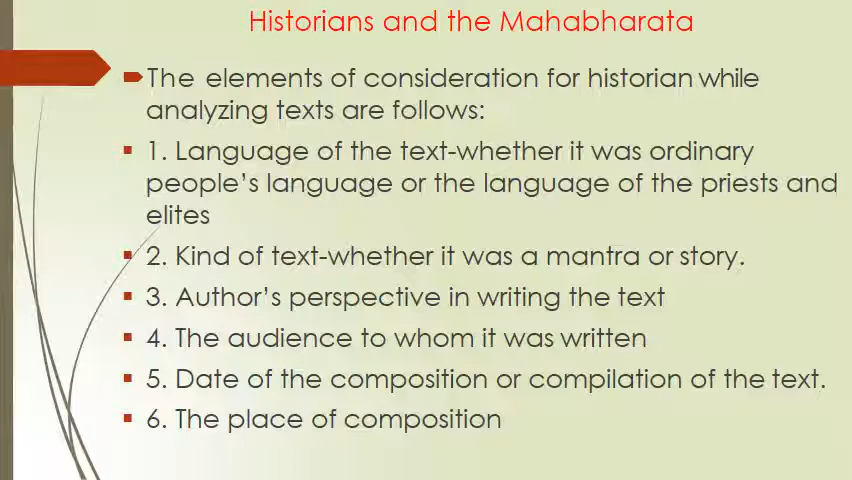 Historians and the Mahabharata
The elements of consideration for historian while
analyzing texts are follows:
1. Language of the text-whether it was ordinary
people's language or the language of the priests and
elites
2. Kind of text-whether it was a mantra or story.
3. Author's perspective in writing the text
4. The audience to whom it was written
5. Date of the composition or compilation of the text.
6. The place of composition